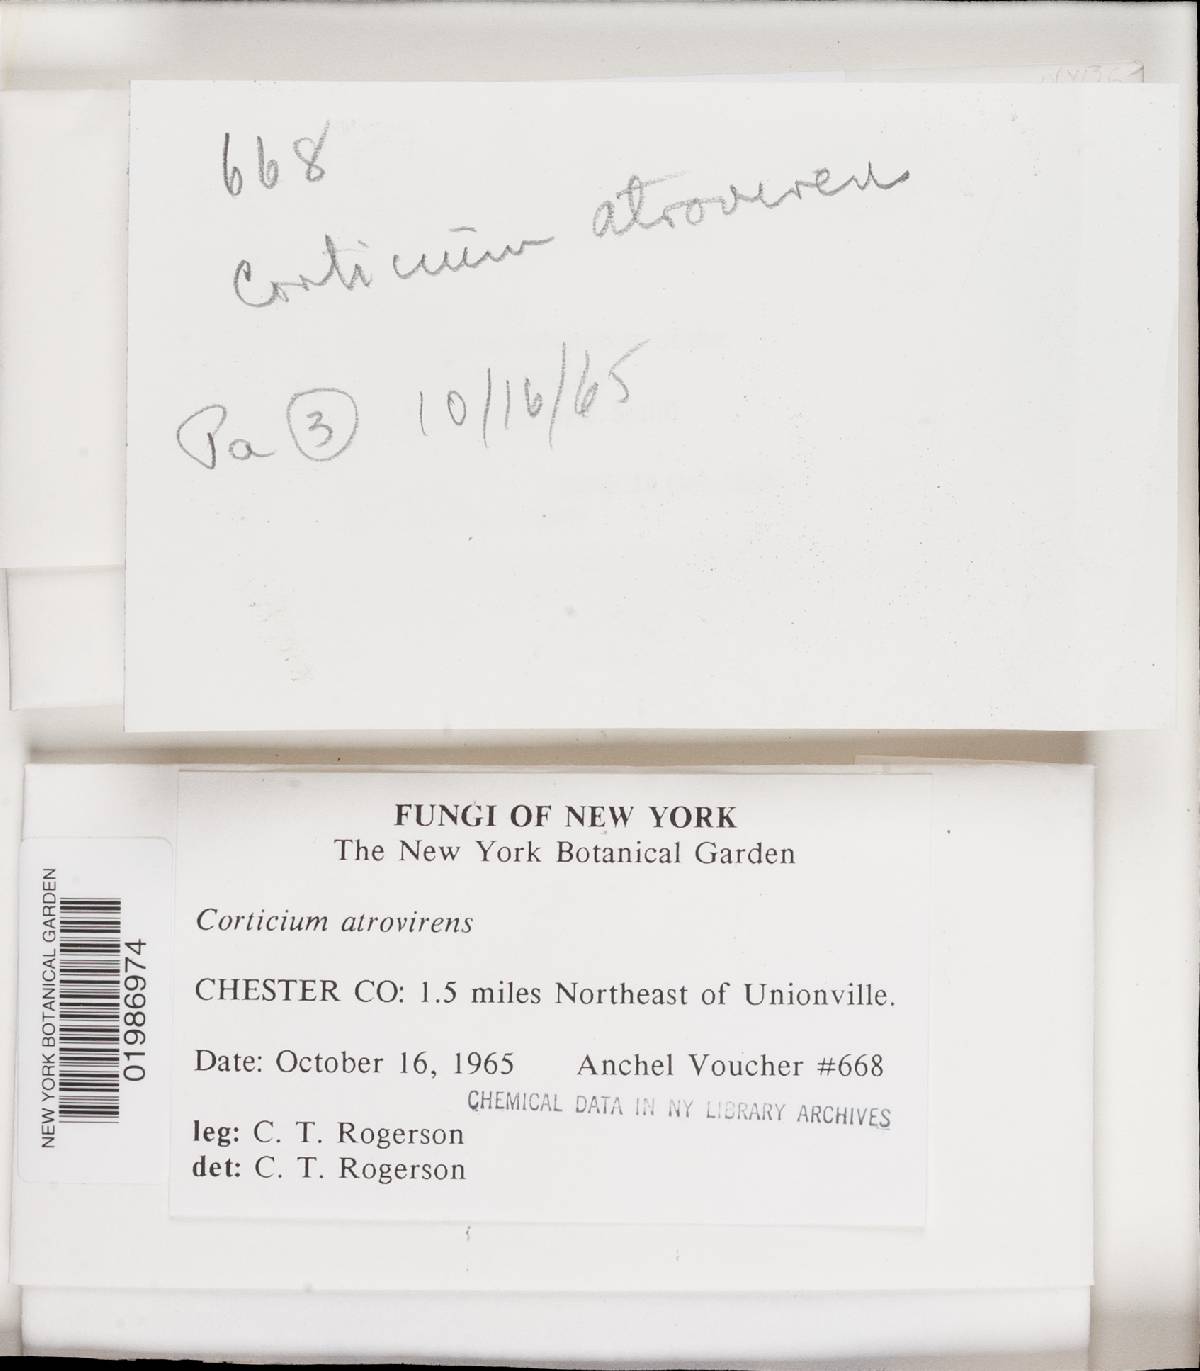 668
Corticium atroviren
Pa 3 10/16/65
FUNGI OF NEW YORK
The New York Botanical Garden
Corticium atrovirens
CHESTER CO: 1.5 miles Northeast of Unionville.
Date: October 16, 1965 Anchel Voucher #668
CHEMICAL DATA IN NY LIBRARY ARCHIVES
leg: C. T. Rogerson
det: C. T. Rogerson
NEW YORK BOTANICAL GARDEN
01986974